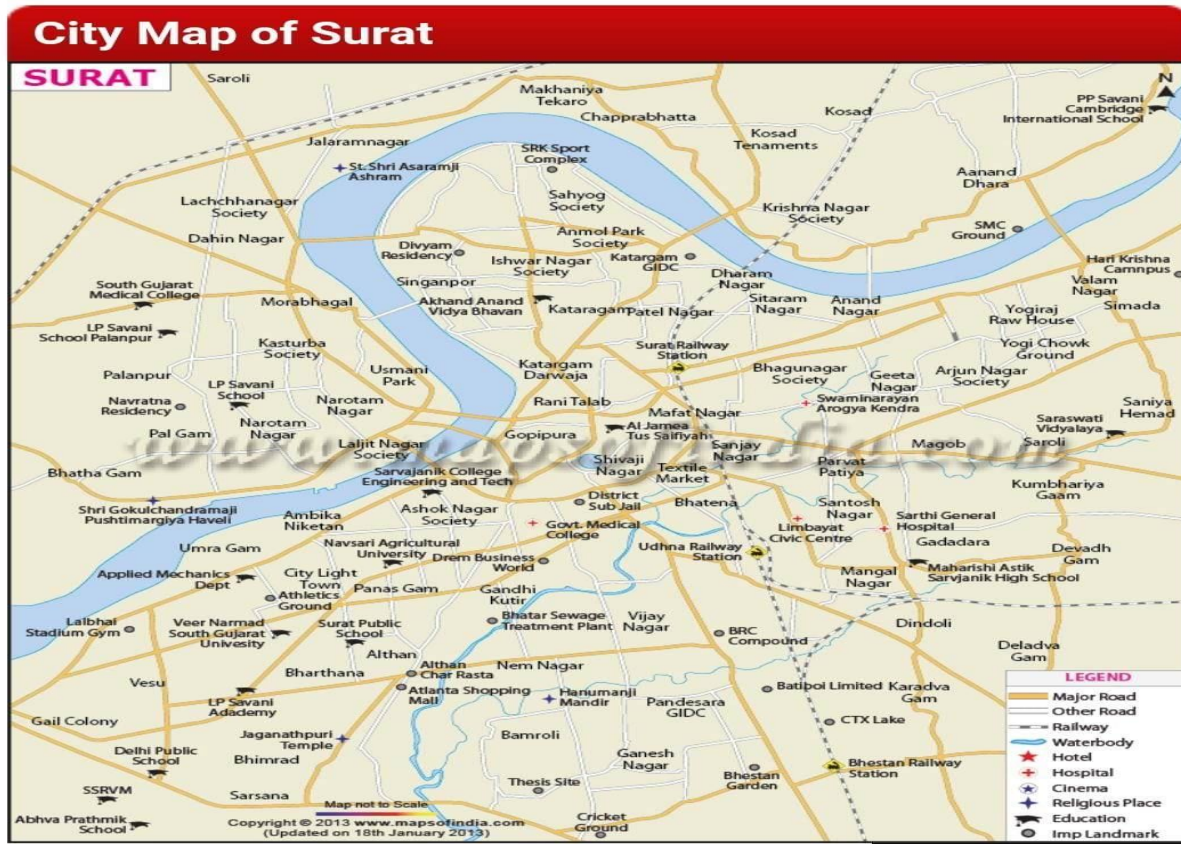 City Map of Surat
SURAT
N
Saroli
Makhaniya
Tekaro
Chapprabhatta
Kosad
PP Savani
Cambridge
International School
Kosad
Tenaments
Jalaramnagar
SRK Sport
Complex
St. Shri Asaramji
Ashram
Aanand
Dhara
Lachchhanagar
Society
Sahyog
Society
Krishna Nagar
Society
SMC
Ground
Dahin Nagar
Anmol Park
Society
Divyam
Residency
Ishwar Nagar
Society
Katargam
GIDC
Hari Krishna
Camnpus
Dharam
Nagar
Valam
Nagar
Singanpor
South Gujarat
Medical College
Morabhagal
Akhand Anand
Vidya Bhavan
Kataragam
Patel Nagar
Sitaram
Nagar
Anand
Nagar
Simada
Yogiraj
Raw House
LP Savani
School Palanpur
Kasturba
Society
Surat Railway
Station
Yogi Chowk
Ground
Palanpur
Usmani
Park
Katargam
Darwaja
Bhagunagar
Society
Geeta
Nagar
Arjun Nagar
Society
LP Savani
School
Navratna
Residency
Narotam
Nagar
Rani Talab
Mafat Nagar
Swaminarayan
Arogya Kendra
Saniya
Hemad
Narotam
Nagar
Pal Gam
Al Jamea
Tus Saifiyah
Saraswati
Vidyalaya
Gopipura
Laljit Nagar
Society
Sanjay
Nagar
Magob
Saroli
www.mapsofindia.com
Shivaji
Nagar
Textile
Market
Parvat
Patiya
Bhatha Gam
Sarvajanik College
Engineering and Tech
Kumbhariya
Gaam
Shri Gokulchandramaji
Pushtimargiya Haveli
District
Sub Jail
Bhatena
Santosh
Nagar
Ambika
Niketan
Ashok Nagar
Society
Govt. Medical
College
Limbayat
Civic Centre
Sarthi General
Hospital
Umra Gam
Navsari Agricultural
University
Drem Business
World
Udhna Railway
Station
Gadadara
Devadh
Gam
Applied Mechanics
Dept
City Light
Town
Athletics
Ground
Panas Gam
Mangal
Nagar
Maharishi Astik
Sarvjanik High School
Gandhi
Kutir
Lalbhai
Stadium Gym
Veer Narmad
South Gujarat
Univesity
Surat Public
School
Bhatar Sewage
Treatment Plant
Vijay
Nagar
BRC
Compound
Dindoli
Althan
Deladva
Gam
Bharthana
Althan
Char Rasta
Nem Nagar
Vesu
LP Savani
Adademy
Atlanta Shopping
Mall
Hanumanji
Mandir
Pandesara
GIDC
Batiboi Limited
Karadva
Gam
Gail Colony
CTX Lake
Jaganathpuri
Temple
Bamroli
Delhi Public
School
Bhimrad
Ganesh
Nagar
Bhestan
Garden
Bhestan Railway
Station
SSRVM
Sarsana
Thesis Site
Abhva Prathmik
School
Cricket
Ground
Map not to Scale
Copyright © 2013 www.mapsofindia.com
(Updated on 18th January 2013)
LEGEND
Major Road
Other Road
Railway
Waterbody
Hotel
Hospital
Cinema
Religious Place
Education
Imp Landmark